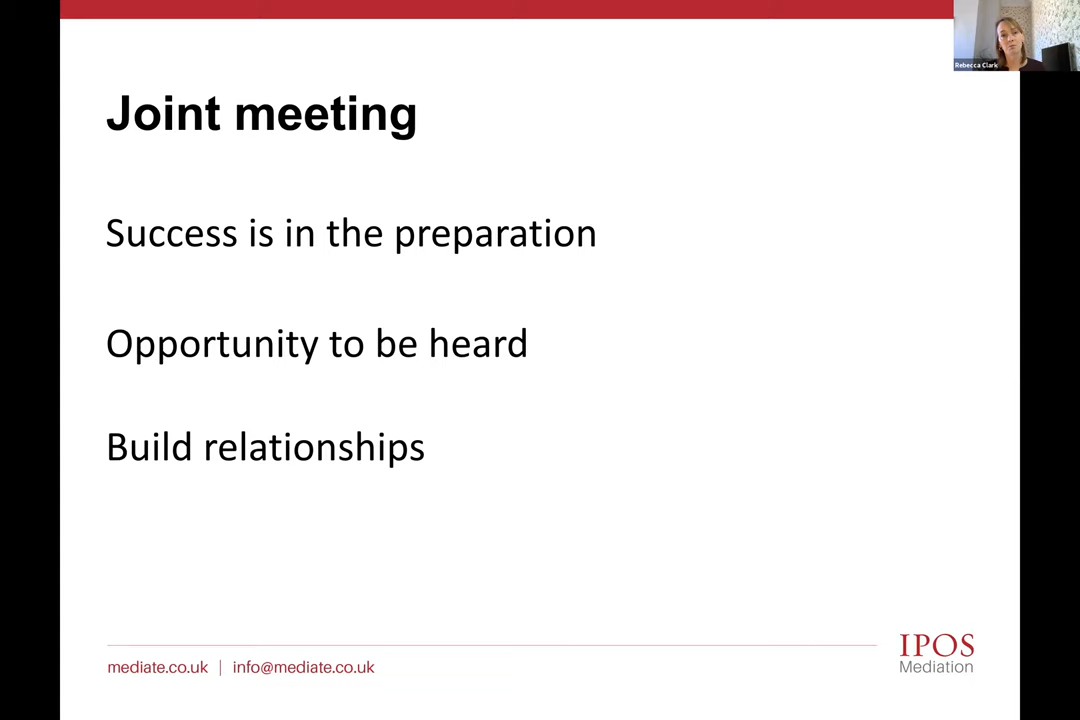 Rebecca Clark
Joint meeting
Success is in the preparation
Opportunity to be heard
Build relationships
mediate.co.uk | info@mediate.co.uk
IPOS
Mediation